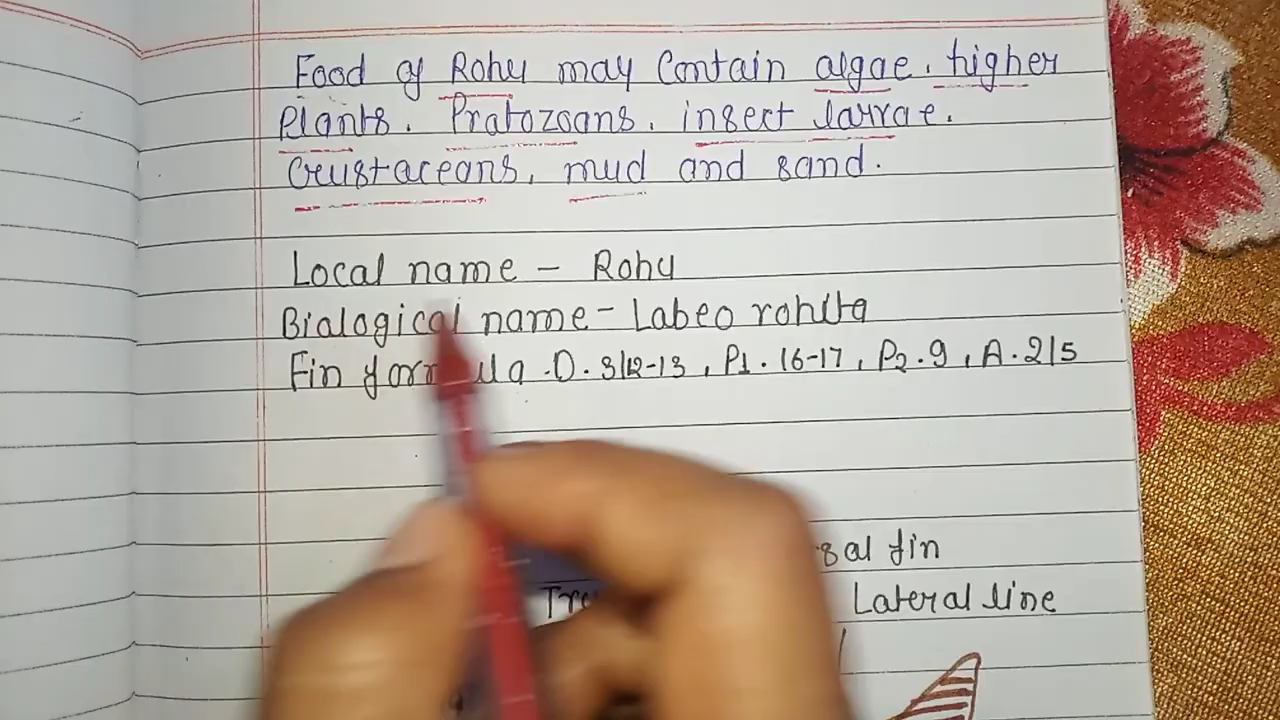 Food of Rohu may Contain algae, higher
Plants, Protozoans, insect larvae,
Crustaceans, mud and sand.
Local name - Rohu
Biological name - Labeo rohita
Fin formula . D. 3/12-13, P1. 16-17, P2. 9, A. 2/5
fin
Lateral line